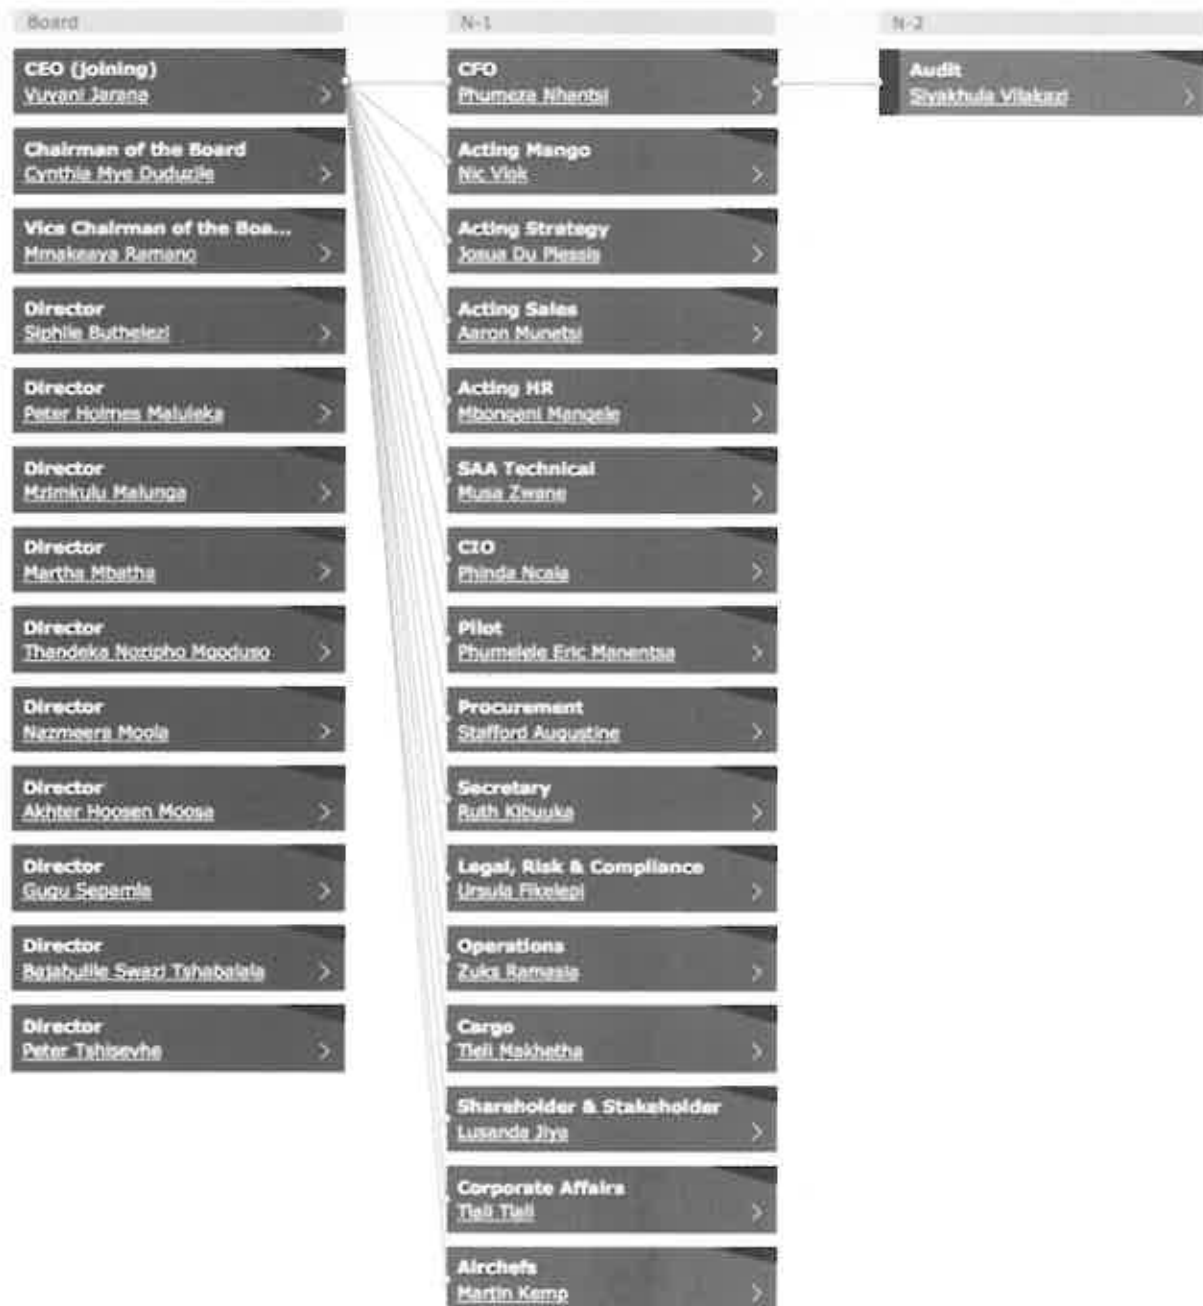 Board
CEO (joining)
Vuyani Jarana
Chairman of the Board
Cynthia Mye Duduzile
Vice Chairman of the Boa...
Mmakeaya Ramano
Director
Siphile Buthelezi
Director
Peter Holmes Maluleka
Director
Mzimkulu Malunga
Director
Martha Mbatha
Director
Thandeka Nozipho Mgoduso
Director
Nazmeera Moola
Director
Akhter Hoosen Moosa
Director
Gugu Sepamla
Director
Bajabulile Swazi Tshabalala
Director
Peter Tshisevhe
N-1
CFO
Phumeza Nhantsi
Acting Mango
Nic Vlok
Acting Strategy
Josua Du Plessis
Acting Sales
Aaron Munetsi
Acting HR
Mbongeni Mangele
SAA Technical
Musa Zwane
CIO
Phinda Ncala
Pilot
Phumelele Eric Manentsa
Procurement
Stafford Augustine
Secretary
Ruth Kibuuka
Legal, Risk & Compliance
Ursula Fikelepi
Operations
Zuks Ramasia
Cargo
Tleli Makhetha
Shareholder & Stakeholder
Lusanda Jiya
Corporate Affairs
Tlali Tlali
Airchefs
Martin Kemp
N-2
Audit
Siyakhula Vilakazi